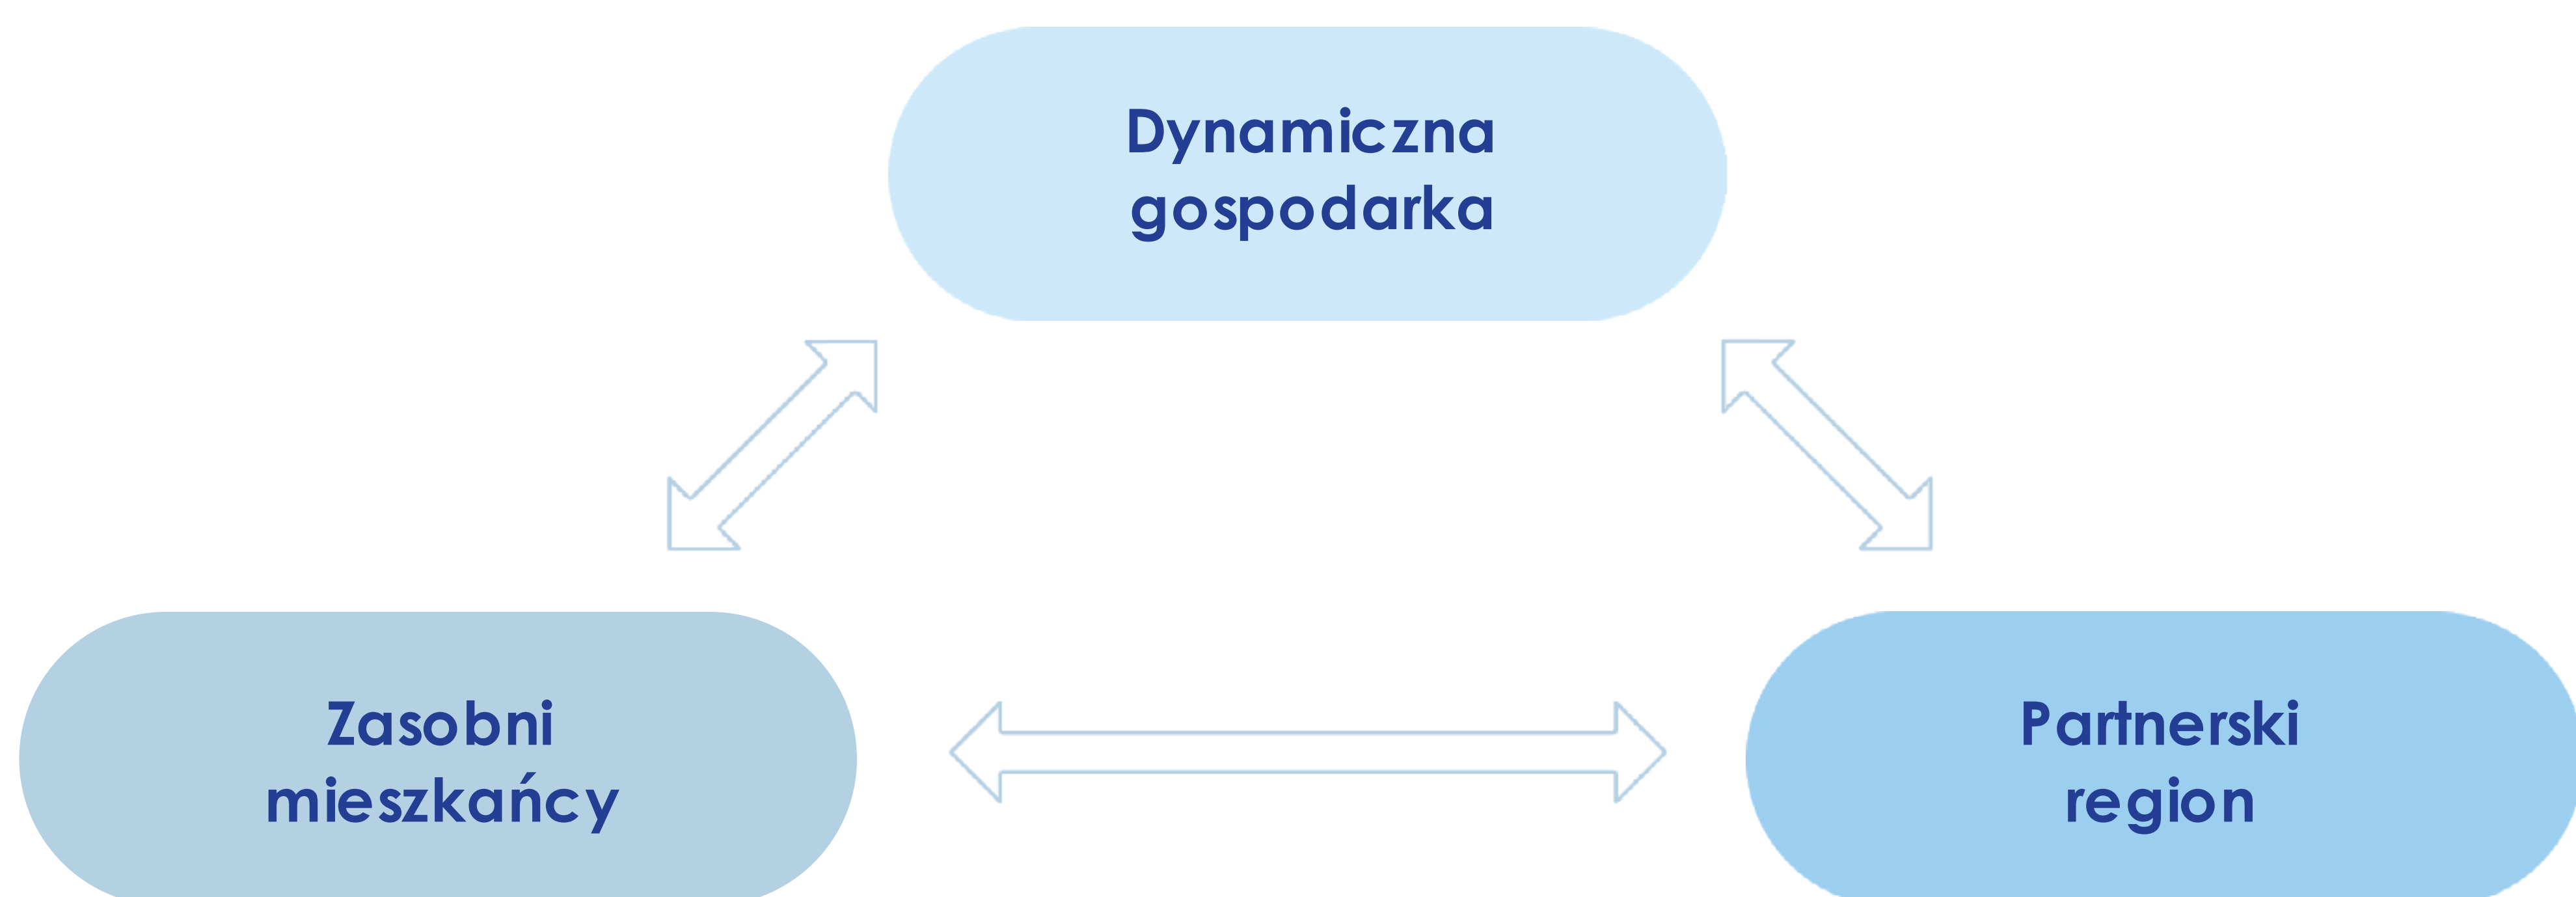 Dynamiczna
gospodarka
Zasobni
mieszkańcy
Partnerski
region